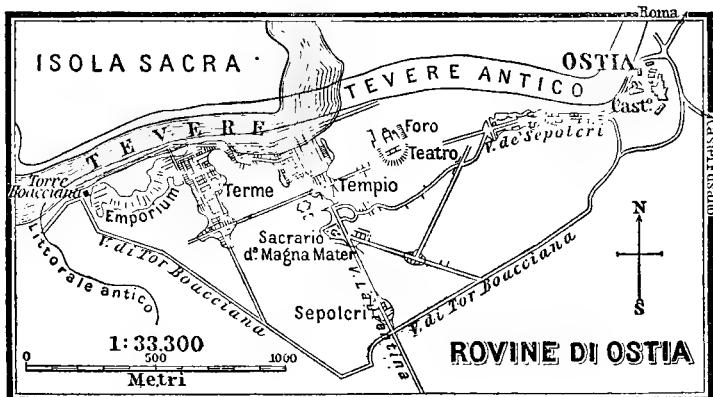 Roma
ISOLA SACRA
OSTIA
TEVERE ANTICO
Cast°.
TEVERE
Foro
Teatro
V. de Sepolcri
Torre
Boacciana
Emporium
Terme
Tempio
Littorale antico
V. di Tor Boacciana
Sacrario
dª Magna Mater
V. Laurentina
Sepolcri
V. di Tor Boacciana
N
S
1:33.300
0 500 1000
Metri
ROVINE DI OSTIA